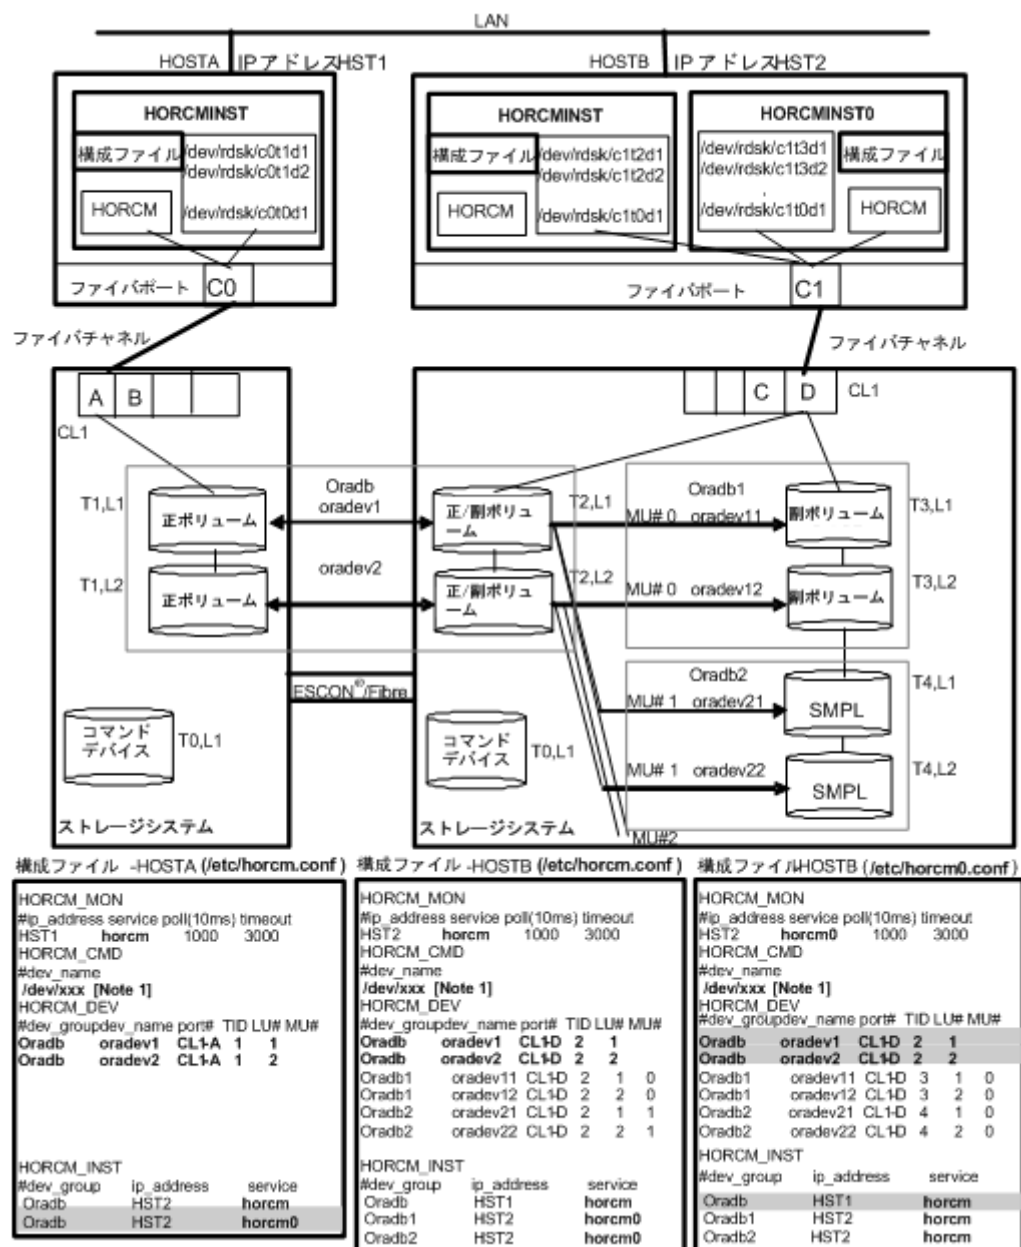 LAN
HOSTA IPアドレスHST1
HOSTB IPアドレスHST2
HORCMINST
構成ファイル
/dev/rdsk/c0t1d1
/dev/rdsk/c0t1d2
HORCM
/dev/rdsk/c0t0d1
ファイバポート C0
HORCMINST
構成ファイル
/dev/rdsk/c1t2d1
/dev/rdsk/c1t2d2
HORCM
/dev/rdsk/c1t0d1
HORCMINST0
/dev/rdsk/c1t3d1
/dev/rdsk/c1t3d2
構成ファイル
/dev/rdsk/c1t0d1
HORCM
ファイバポート C1
ファイバチャネル
ファイバチャネル
A B
CL1
C D CL1
T1,L1
正ボリューム
Oradb
oradev1
正/副ボリューム
T2,L1
Oradb1
MU# 0 oradev11
副ボリューム
T3,L1
T1,L2
正ボリューム
oradev2
正/副ボリューム
T2,L2
MU# 0 oradev12
副ボリューム
T3,L2
ESCON®/Fibre
Oradb2
MU# 1 oradev21
SMPL
T4,L1
MU# 1 oradev22
SMPL
T4,L2
MU#2
コマンドデバイス
T0,L1
コマンドデバイス
T0,L1
ストレージシステム
ストレージシステム
構成ファイル -HOSTA (/etc/horcm.conf)
HORCM_MON
#ip_address service poll(10ms) timeout
HST1 horcm 1000 3000
HORCM_CMD
#dev_name
/dev/xxx [Note 1]
HORCM_DEV
#dev_groupdev_name port# TID LU# MU#
Oradb oradev1 CL1-A 1 1
Oradb oradev2 CL1-A 1 2
HORCM_INST
#dev_group ip_address service
Oradb HST2 horcm
Oradb HST2 horcm0
構成ファイル -HOSTB (/etc/horcm.conf)
HORCM_MON
#ip_address service poll(10ms) timeout
HST2 horcm 1000 3000
HORCM_CMD
#dev_name
/dev/xxx [Note 1]
HORCM_DEV
#dev_groupdev_name port# TID LU# MU#
Oradb oradev1 CL1-D 2 1
Oradb oradev2 CL1-D 2 2
Oradb1 oradev11 CL1-D 2 1 0
Oradb1 oradev12 CL1-D 2 2 0
Oradb2 oradev21 CL1-D 2 1 1
Oradb2 oradev22 CL1-D 2 2 1
HORCM_INST
#dev_group ip_address service
Oradb HST1 horcm
Oradb1 HST2 horcm0
Oradb2 HST2 horcm0
構成ファイルHOSTB (/etc/horcm0.conf)
HORCM_MON
#ip_address service poll(10ms) timeout
HST2 horcm0 1000 3000
HORCM_CMD
#dev_name
/dev/xxx [Note 1]
HORCM_DEV
#dev_groupdev_name port# TID LU# MU#
Oradb oradev1 CL1-D 2 1
Oradb oradev2 CL1-D 2 2
Oradb1 oradev11 CL1-D 3 1 0
Oradb1 oradev12 CL1-D 3 2 0
Oradb2 oradev21 CL1-D 4 1 0
Oradb2 oradev22 CL1-D 4 2 0
HORCM_INST
#dev_group ip_address service
Oradb HST1 horcm
Oradb1 HST2 horcm
Oradb2 HST2 horcm